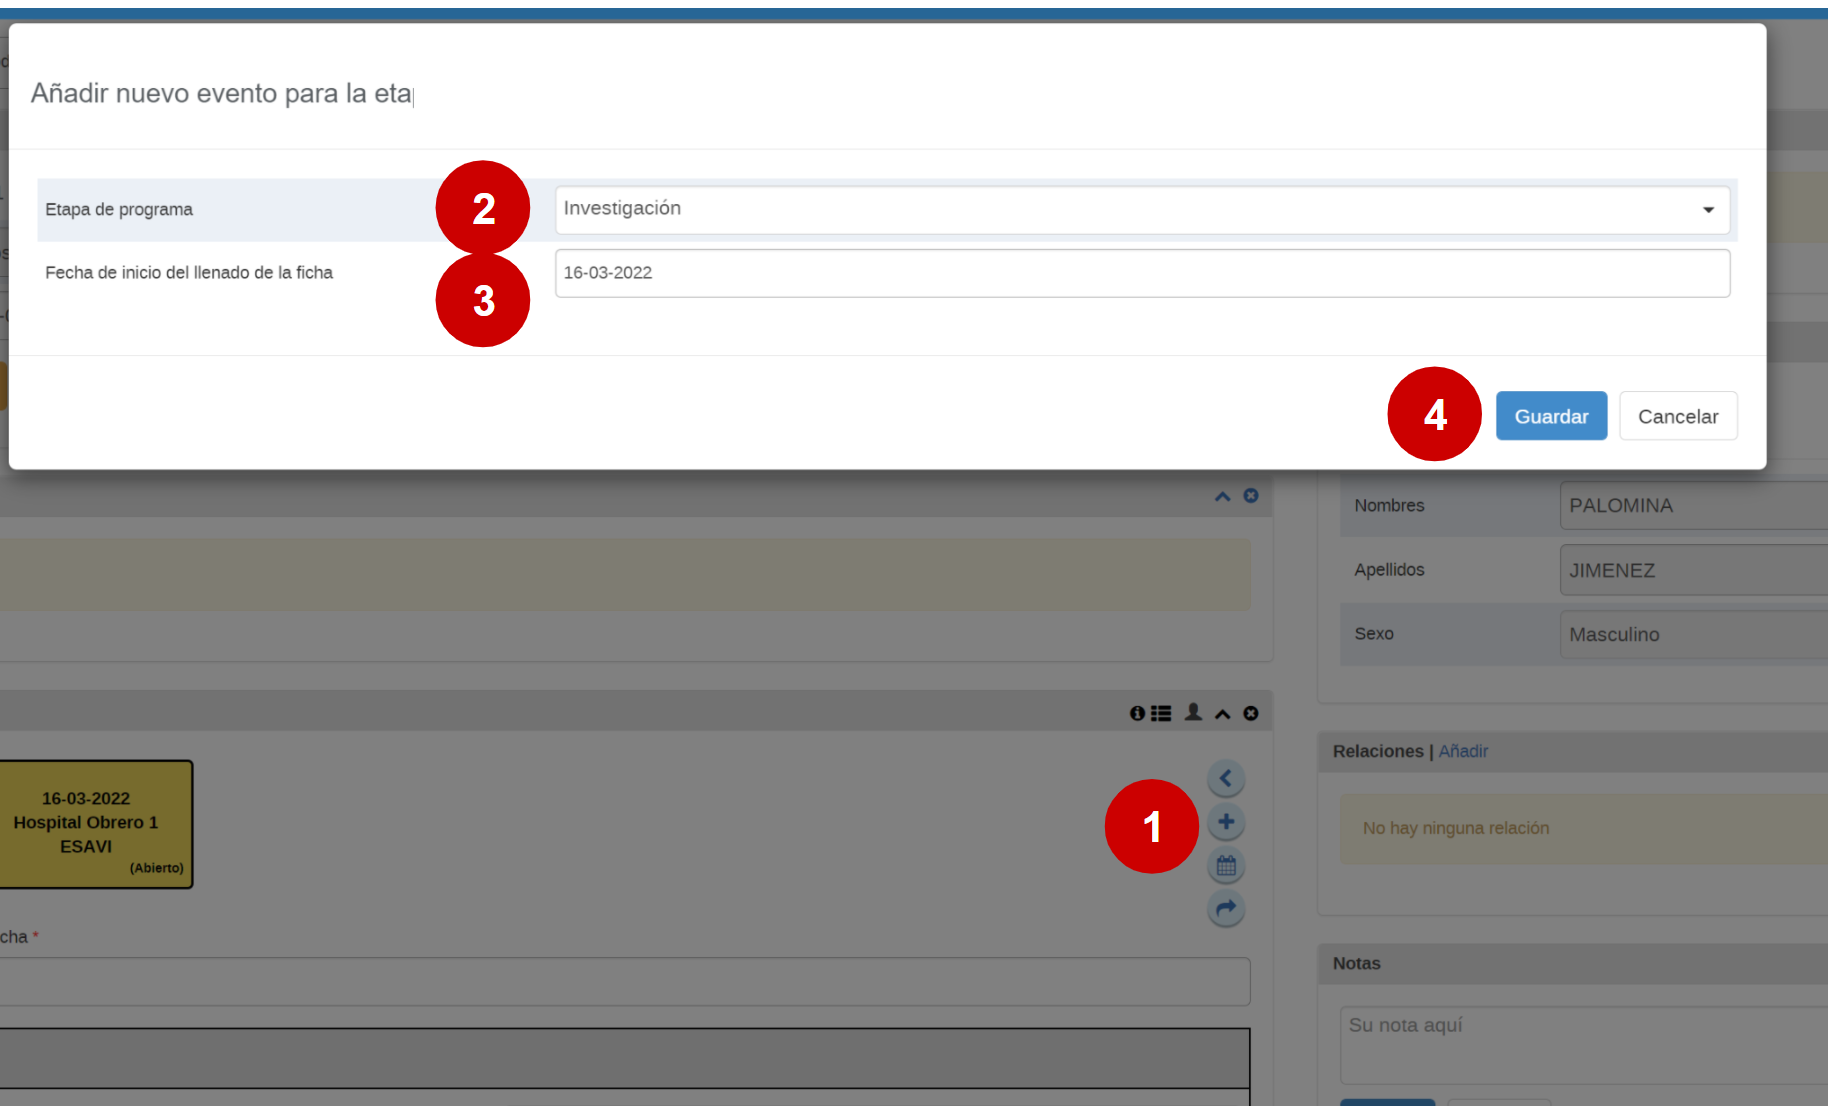 Añadir nuevo evento para la eta
Etapa de programa
2
Investigación
Fecha de inicio del llenado de la ficha
3
16-03-2022
4
Guardar
Cancelar
Nombres
PALOMINA
Apellidos
JIMENEZ
Sexo
Masculino
16-03-2022
Hospital Obrero 1
ESAVI
(Abierto)
1
Relaciones | Añadir
No hay ninguna relación
cha *
Notas
Su nota aquí